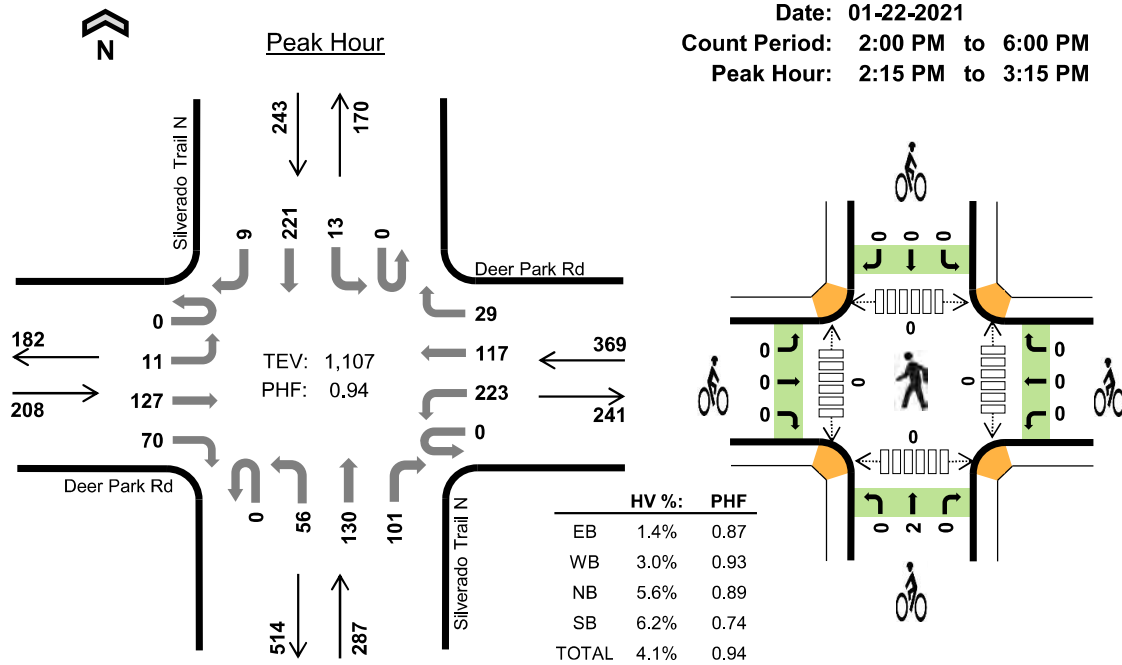 N
Peak Hour
Date: 01-22-2021
Count Period: 2:00 PM to 6:00 PM
Peak Hour: 2:15 PM to 3:15 PM
243
170
Silverado Trail N
9
221
13
0
Deer Park Rd
0
11
127
70
182
208
TEV: 1,107
PHF: 0.94
29
117
223
0
369
241
Deer Park Rd
0
56
130
101
514
287
Silverado Trail N
HV %: PHF
EB 1.4% 0.87
WB 3.0% 0.93
NB 5.6% 0.89
SB 6.2% 0.74
TOTAL 4.1% 0.94
0 0 0
0
0
0
0
0
0
0
0
0
0
0
0 2 0